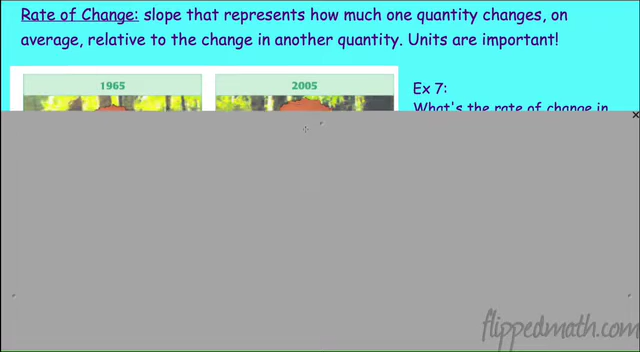 Rate of Change: slope that represents how much one quantity changes, on
average, relative to the change in another quantity. Units are important!
1965
2005
Ex 7:
What's the rate of change in
flippedmath.com